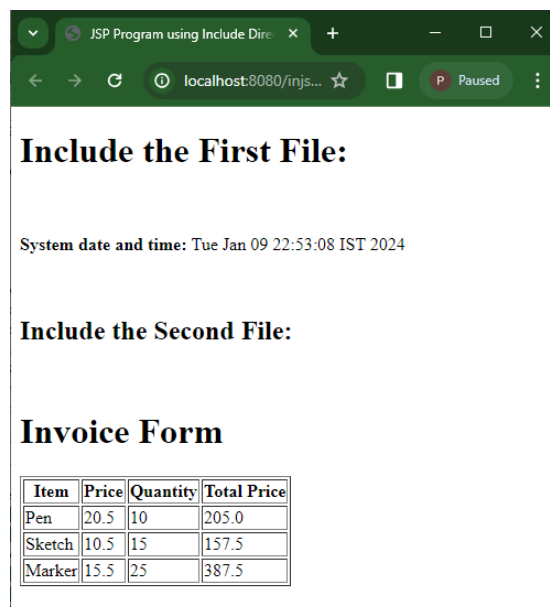 JSP Program using Include Dire
localhost:8080/injs...
P Paused
Include the First File:
System date and time: Tue Jan 09 22:53:08 IST 2024
Include the Second File:
Invoice Form
Item Price Quantity Total Price
Pen 20.5 10 205.0
Sketch 10.5 15 157.5
Marker 15.5 25 387.5